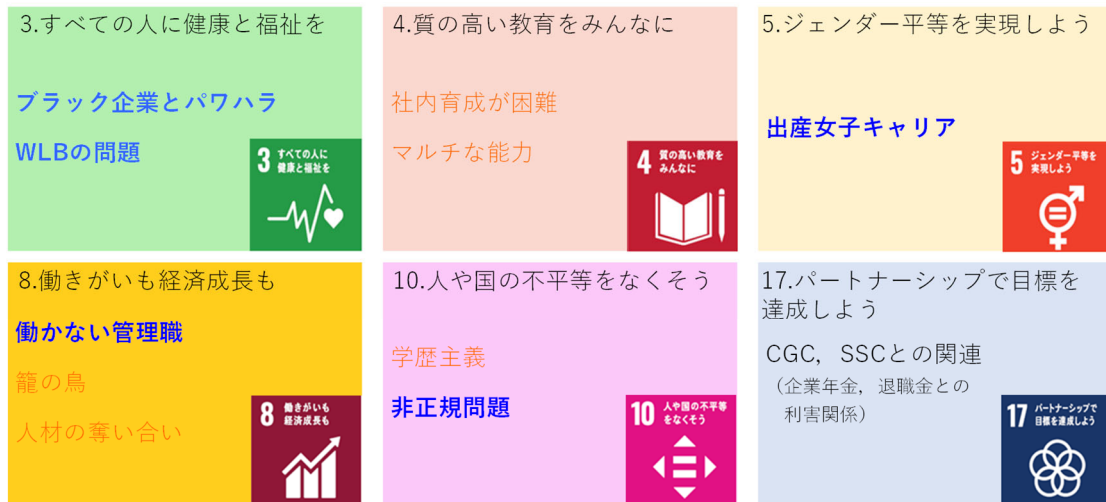 3.すべての人に健康と福祉を
ブラック企業とパワハラ
WLBの問題
3 すべての人に
健康と福祉を
4.質の高い教育をみんなに
社内育成が困難
マルチな能力
4 質の高い教育を
みんなに
5.ジェンダー平等を実現しよう
出産女子キャリア
5 ジェンダー平等を
実現しよう
8.働きがいも経済成長も
働かない管理職
籠の鳥
人材の奪い合い
8 働きがいも
経済成長も
10.人や国の不平等をなくそう
学歴主義
非正規問題
10 人や国の不平等
をなくそう
17.パートナーシップで目標を
達成しよう
CGC，SSCとの関連
（企業年金，退職金との
利害関係）
17 パートナーシップで
目標を達成しよう